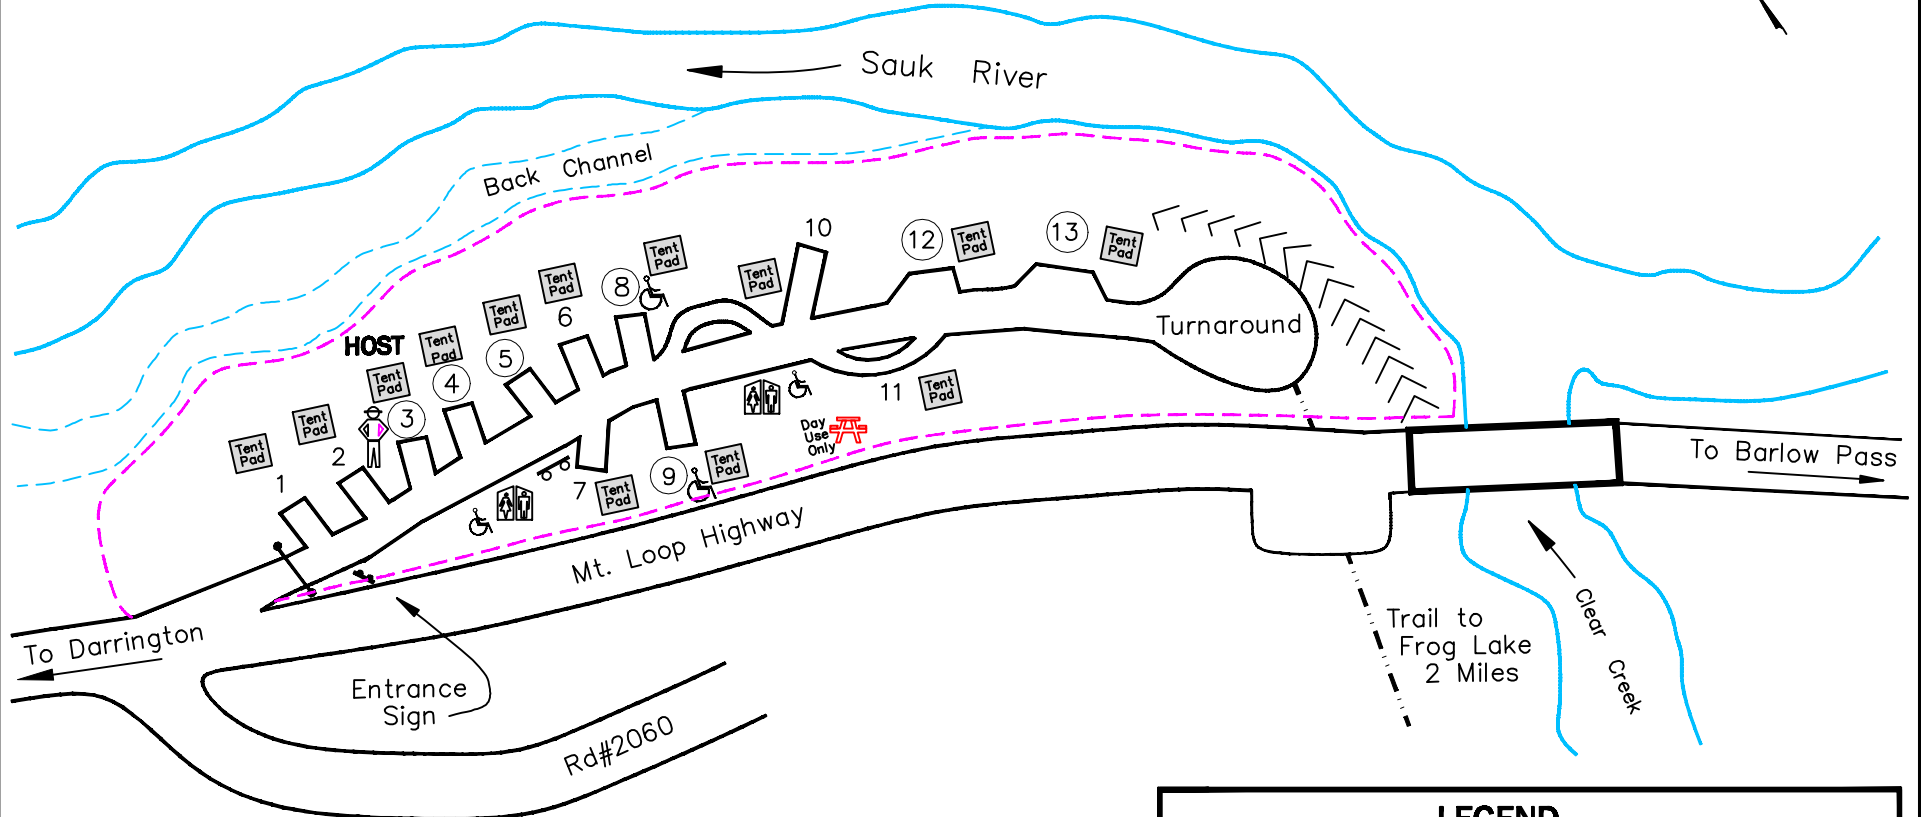 Sauk River
Back Channel
10
12
Tent
Pad
13
Tent
Pad
Tent
Pad
Tent
Pad
8
Tent
Pad
Tent
Pad
6
Turnaround
HOST
Tent
Pad
5
Tent
Pad
4
11
Tent
Pad
3
Tent
Pad
Day
Use
Only
Tent
Pad
2
1
To Barlow Pass
7
Tent
Pad
9
Tent
Pad
Mt. Loop Highway
To Darrington
Entrance
Sign
Rd#2060
Trail to
Frog Lake
2 Miles
Clear Creek
LEGEND